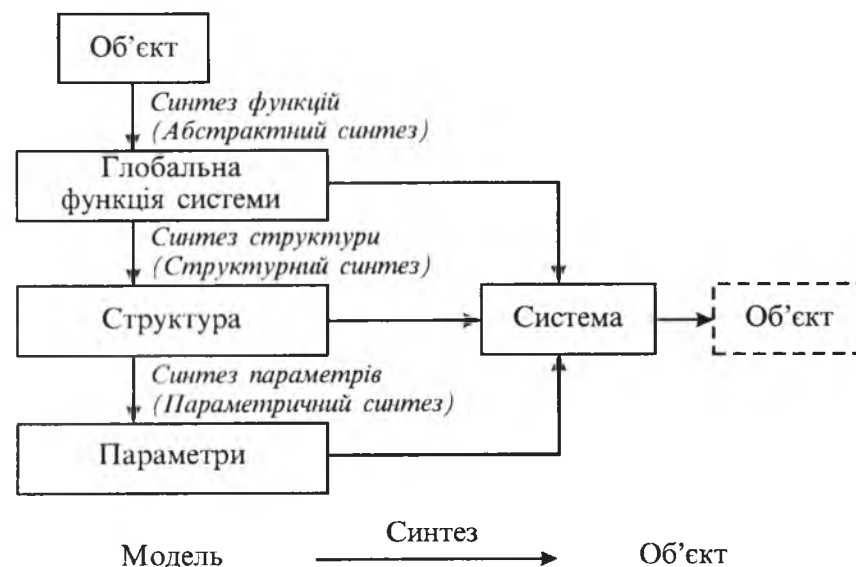 Об’єкт
Синтез функцій
(Абстрактний синтез)
Глобальна
функція системи
Синтез структури
(Структурний синтез)
Структура
Система
Об’єкт
Синтез параметрів
(Параметричний синтез)
Параметри
Синтез
Модель
Об’єкт